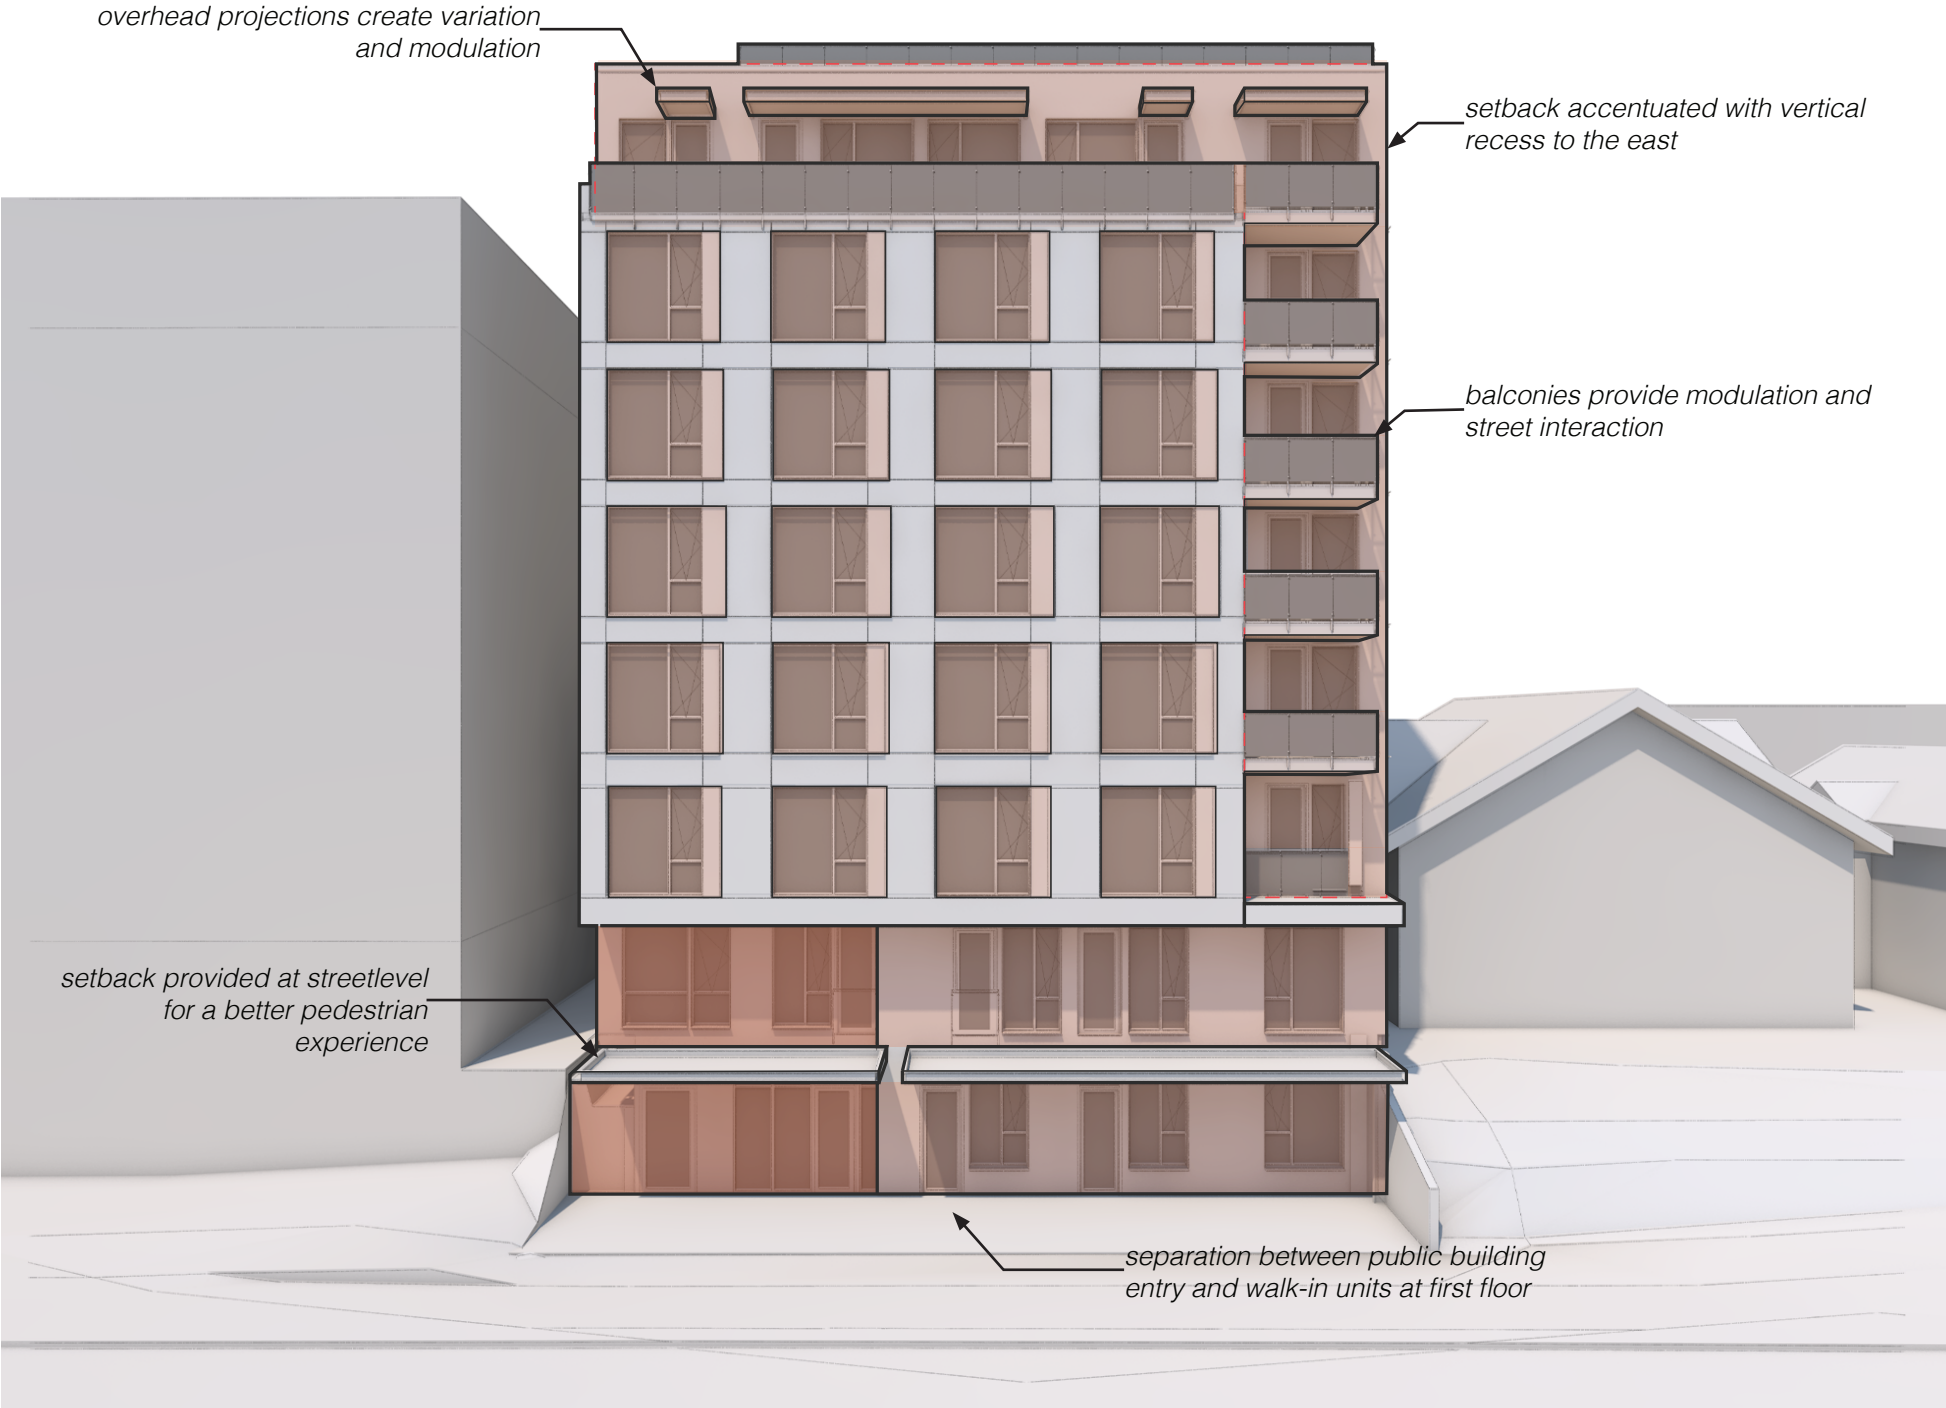 overhead projections create variation
and modulation
setback accentuated with vertical
recess to the east
balconies provide modulation and
street interaction
setback provided at streetlevel
for a better pedestrian
experience
separation between public building
entry and walk-in units at first floor